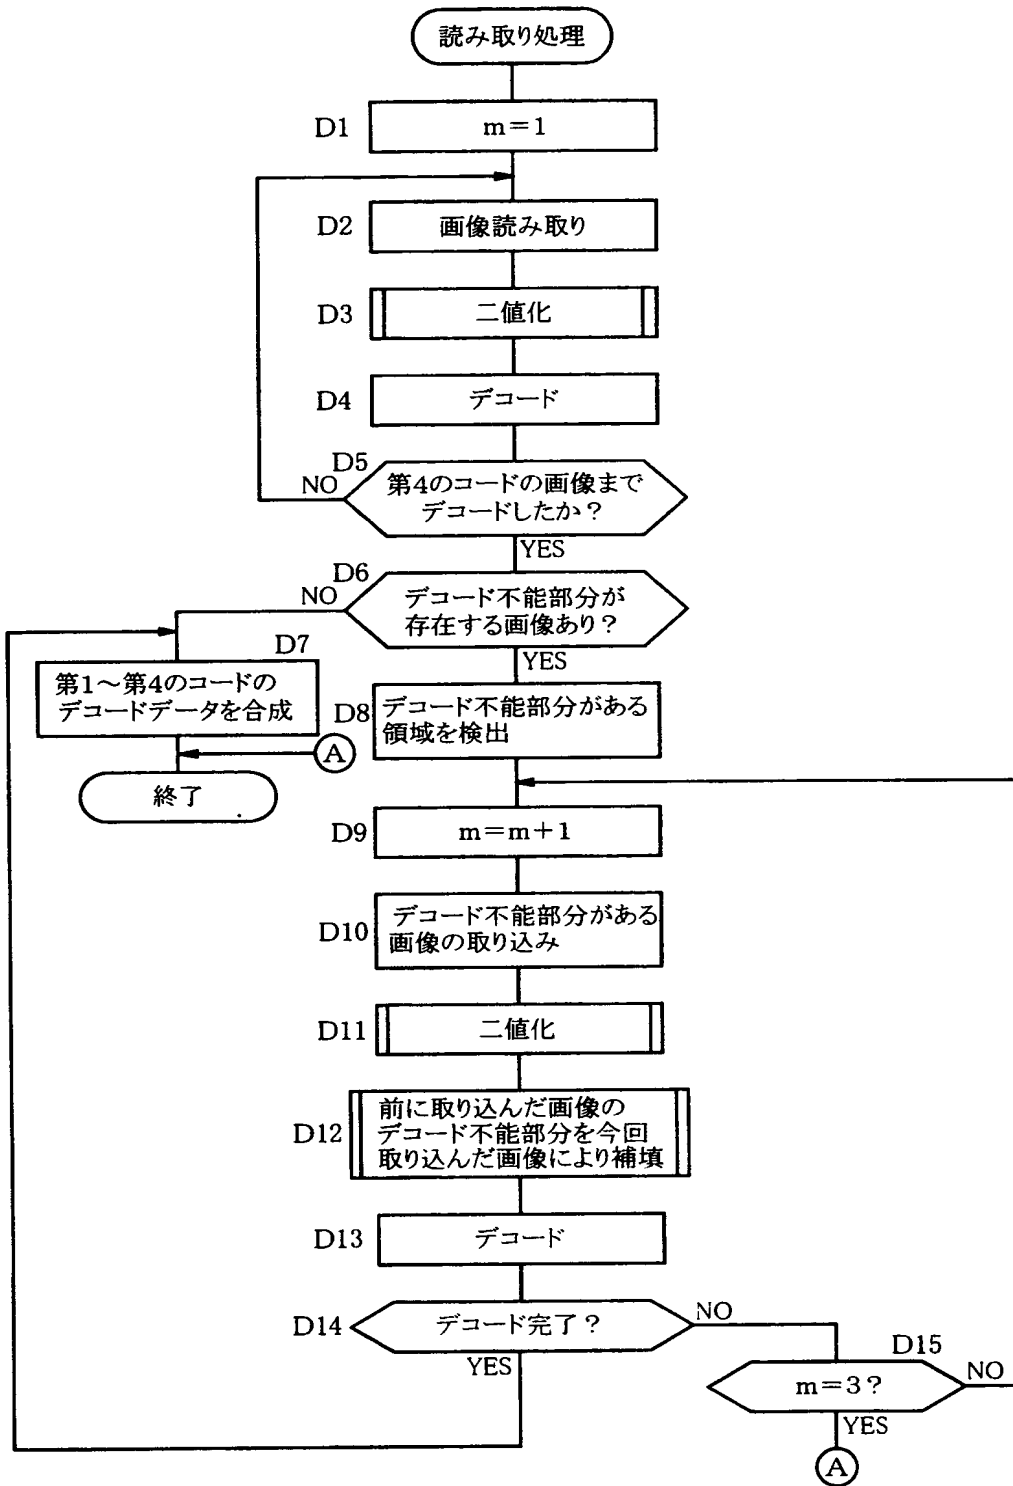 読み取り処理
D1
m=1
D2
画像読み取り
D3
二値化
D4
デコード
D5
NO
第4のコードの画像まで
デコードしたか？
YES
D6
NO
デコード不能部分が
存在する画像あり？
YES
D7
第1～第4のコードの
デコードデータを合成
A
終了
D8
デコード不能部分がある
領域を検出
D9
m=m+1
D10
デコード不能部分がある
画像の取り込み
D11
二値化
D12
前に取り込んだ画像の
デコード不能部分を今回
取り込んだ画像により補填
D13
デコード
D14
デコード完了？
NO
YES
D15
m=3？
NO
YES
A